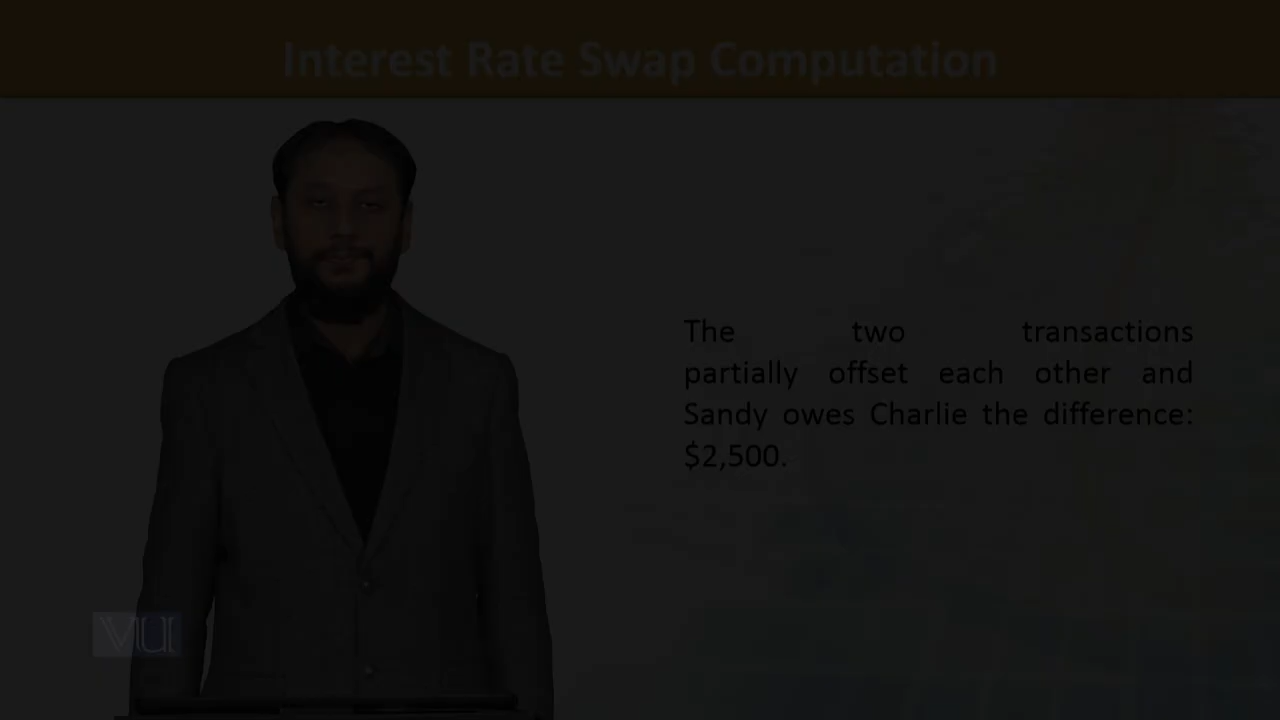 Interest Rate Swap Computation
The two transactions
partially offset each other and
Sandy owes Charlie the difference:
$2,500.
VU